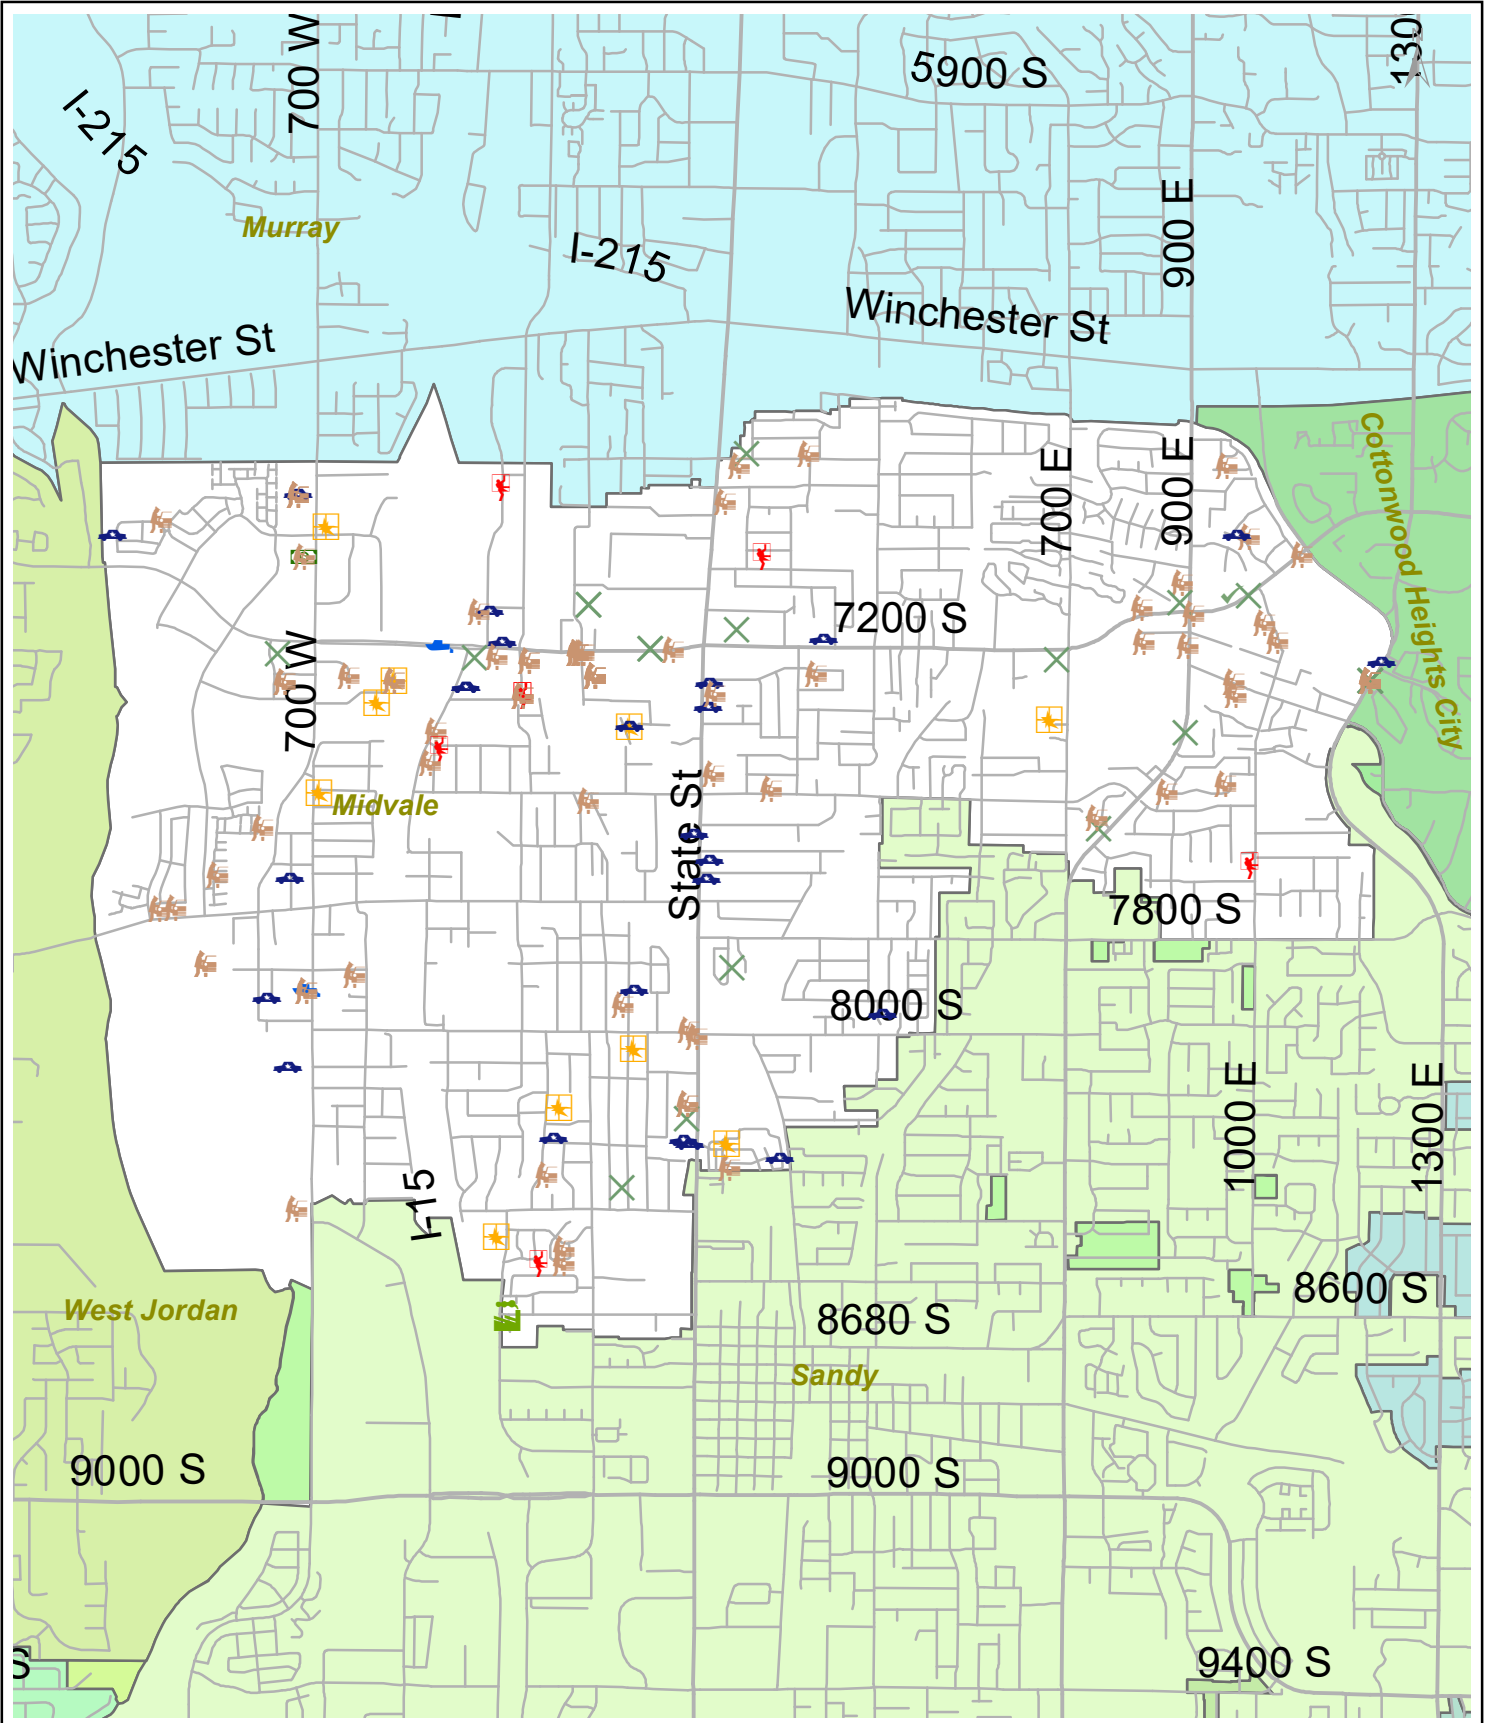 700 W
130
5900 S
I-215
900 E
Murray
I-215
Winchester St
Winchester St
Cottonwood Heights City
700 E
900 E
7200 S
700 W
State St
Midvale
7800 S
8000 S
1000 E
1300 E
I-15
West Jordan
8600 S
8680 S
Sandy
9000 S
9000 S
S
9400 S